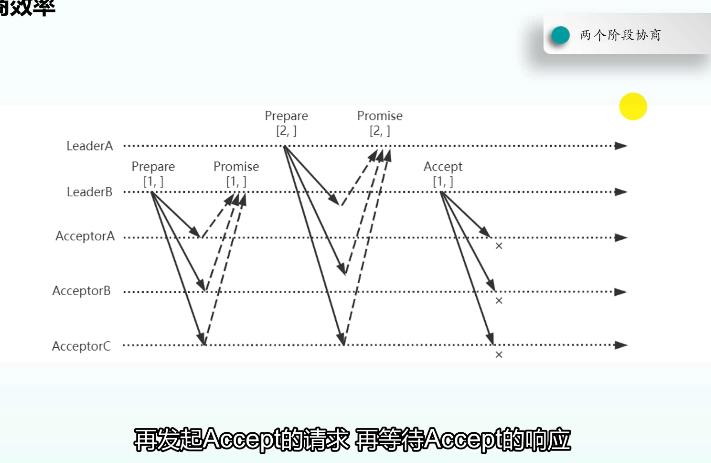 商效率
两个阶段协商
Prepare
[2, ]
Promise
[2, ]
LeaderA
Prepare
[1, ]
Promise
[1, ]
Accept
[1, ]
LeaderB
AcceptorA
×
AcceptorB
×
AcceptorC
×
再发起Accept的请求 再等待Accept的响应